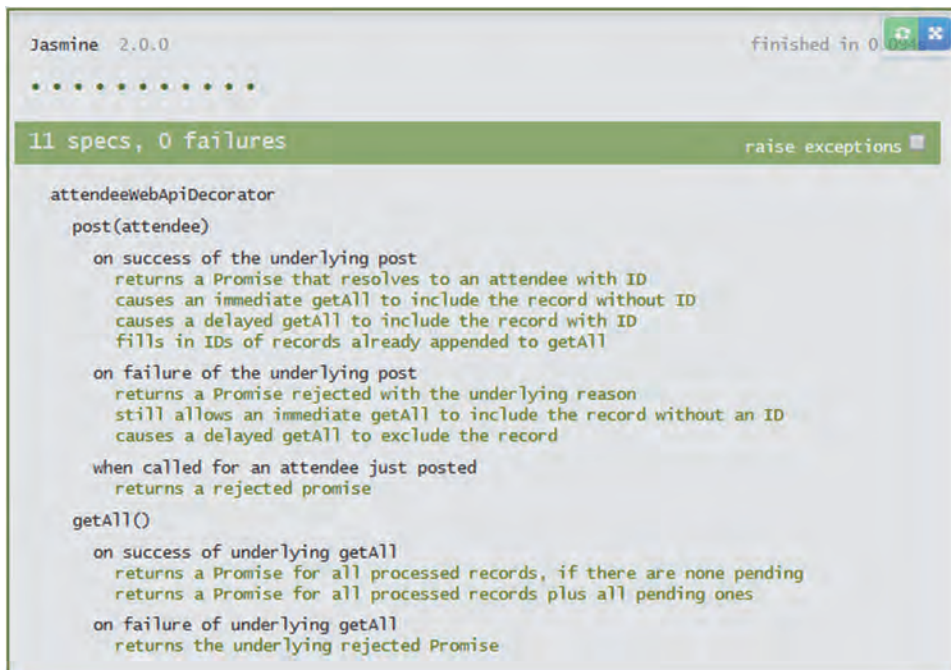 Jasmine 2.0.0
finished in 0.094s
11 specs, 0 failures
raise exceptions
attendeeWebApiDecorator
post(attendee)
on success of the underlying post
returns a Promise that resolves to an attendee with ID
causes an immediate getAll to include the record without ID
causes a delayed getAll to include the record with ID
fills in IDs of records already appended to getAll
on failure of the underlying post
returns a Promise rejected with the underlying reason
still allows an immediate getAll to include the record without an ID
causes a delayed getAll to exclude the record
when called for an attendee just posted
returns a rejected promise
getAll()
on success of underlying getAll
returns a Promise for all processed records, if there are none pending
returns a Promise for all processed records plus all pending ones
on failure of underlying getAll
returns the underlying rejected Promise